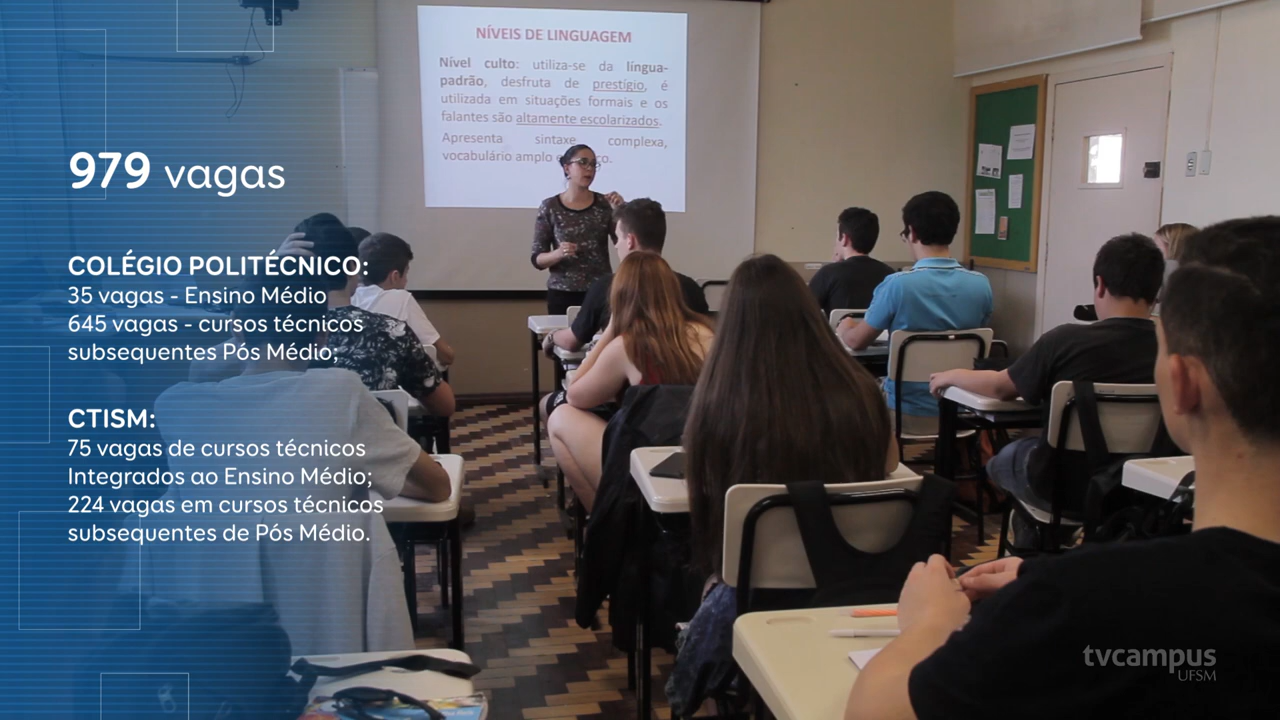 979 vagas
COLÉGIO POLITÉCNICO:
35 vagas - Ensino Médio
645 vagas - cursos técnicos
subsequentes Pós Médio;
CTISM:
75 vagas de cursos técnicos
Integrados ao Ensino Médio;
224 vagas em cursos técnicos
subsequentes de Pós Médio.
NÍVEIS DE LINGUAGEM
Nível culto: utiliza-se da língua-
padrão, desfruta de prestígio, é
utilizada em situações formais e os
falantes são altamente escolarizados.
Apresenta sintaxe complexa,
vocabulário amplo
tvcampus
UFSM